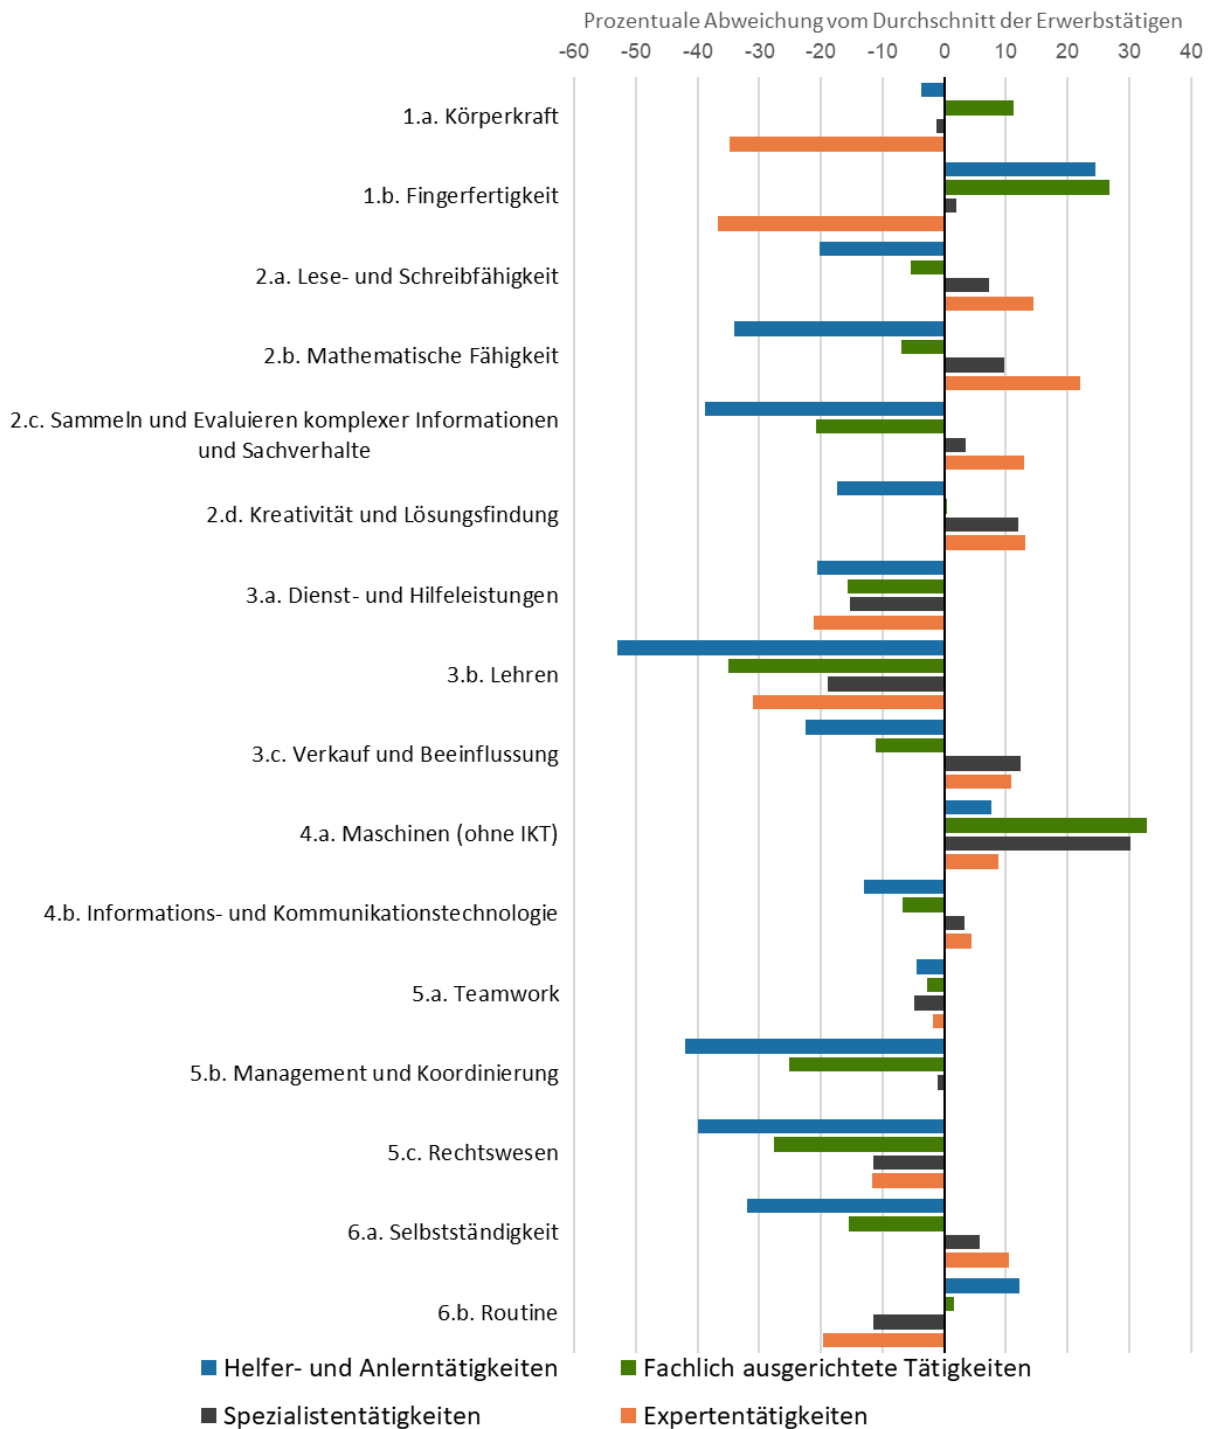 Prozentuale Abweichung vom Durchschnitt der Erwerbstätigen
-60 -50 -40 -30 -20 -10 0 10 20 30 40
1.a. Körperkraft
1.b. Fingerfertigkeit
2.a. Lese- und Schreibfähigkeit
2.b. Mathematische Fähigkeit
2.c. Sammeln und Evaluieren komplexer Informationen
und Sachverhalte
2.d. Kreativität und Lösungsfindung
3.a. Dienst- und Hilfeleistungen
3.b. Lehren
3.c. Verkauf und Beeinflussung
4.a. Maschinen (ohne IKT)
4.b. Informations- und Kommunikationstechnologie
5.a. Teamwork
5.b. Management und Koordinierung
5.c. Rechtswesen
6.a. Selbstständigkeit
6.b. Routine
Helfer- und Anlerntätigkeiten Fachlich ausgerichtete Tätigkeiten
Spezialistentätigkeiten Expertentätigkeiten